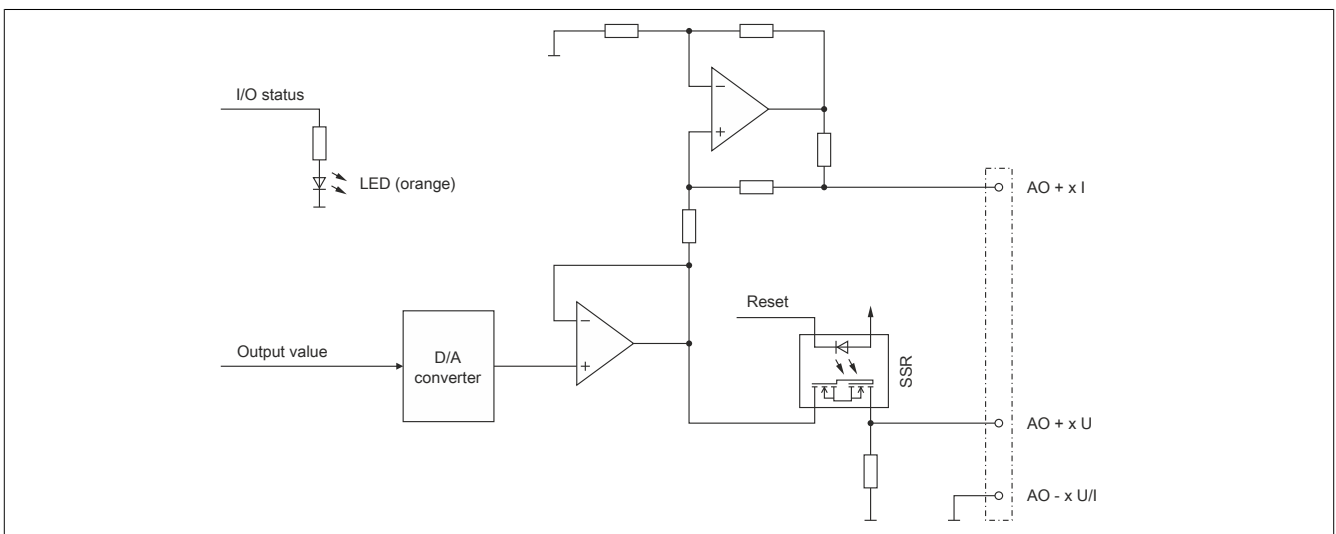 I/O status
LED (orange)
AO + x I
Reset
Output value
D/A
converter
SSR
AO + x U
AO - x U/I